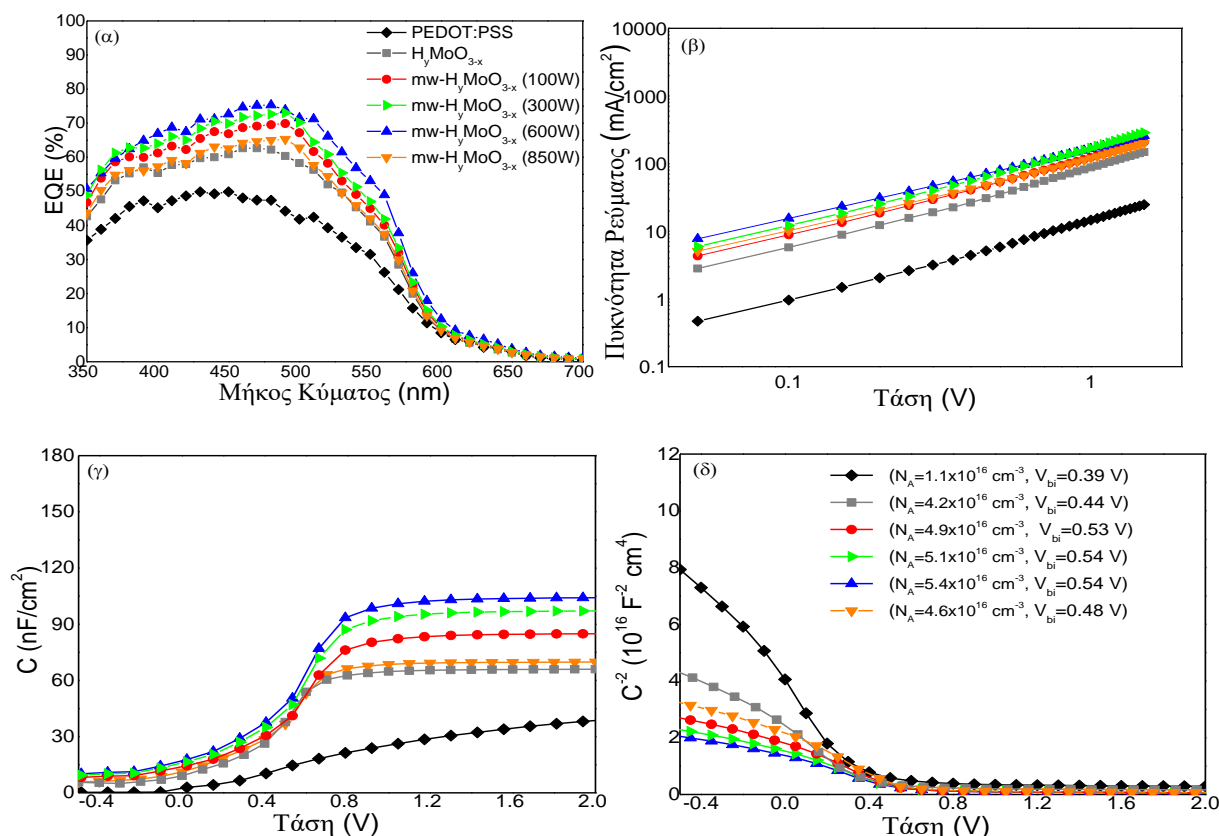 (α)
100
90
80
70
60
50
40
30
20
10
0
EQE (%)
350 400 450 500 550 600 650 700
Μήκος Κύματος (nm)
PEDOT:PSS
HyMoO3-x
mw-HyMoO3-x (100W)
mw-HyMoO3-x (300W)
mw-HyMoO3-x (600W)
mw-HyMoO3-x (850W)
(β)
10000
1000
100
10
1
0.1
Πυκνότητα Ρεύματος (mA/cm2)
0.1 1
Τάση (V)
(γ)
180
150
120
90
60
30
0
C (nF/cm2)
-0.4 0.0 0.4 0.8 1.2 1.6 2.0
Τάση (V)
(δ)
12
10
8
6
4
2
0
C-2 (1016 F-2 cm4)
-0.4 0.0 0.4 0.8 1.2 1.6 2.0
Τάση (V)
(NA=1.1x1016 cm-3, Vbi=0.39 V)
(NA=4.2x1016 cm-3, Vbi=0.44 V)
(NA=4.9x1016 cm-3, Vbi=0.53 V)
(NA=5.1x1016 cm-3, Vbi=0.54 V)
(NA=5.4x1016 cm-3, Vbi=0.54 V)
(NA=4.6x1016 cm-3, Vbi=0.48 V)